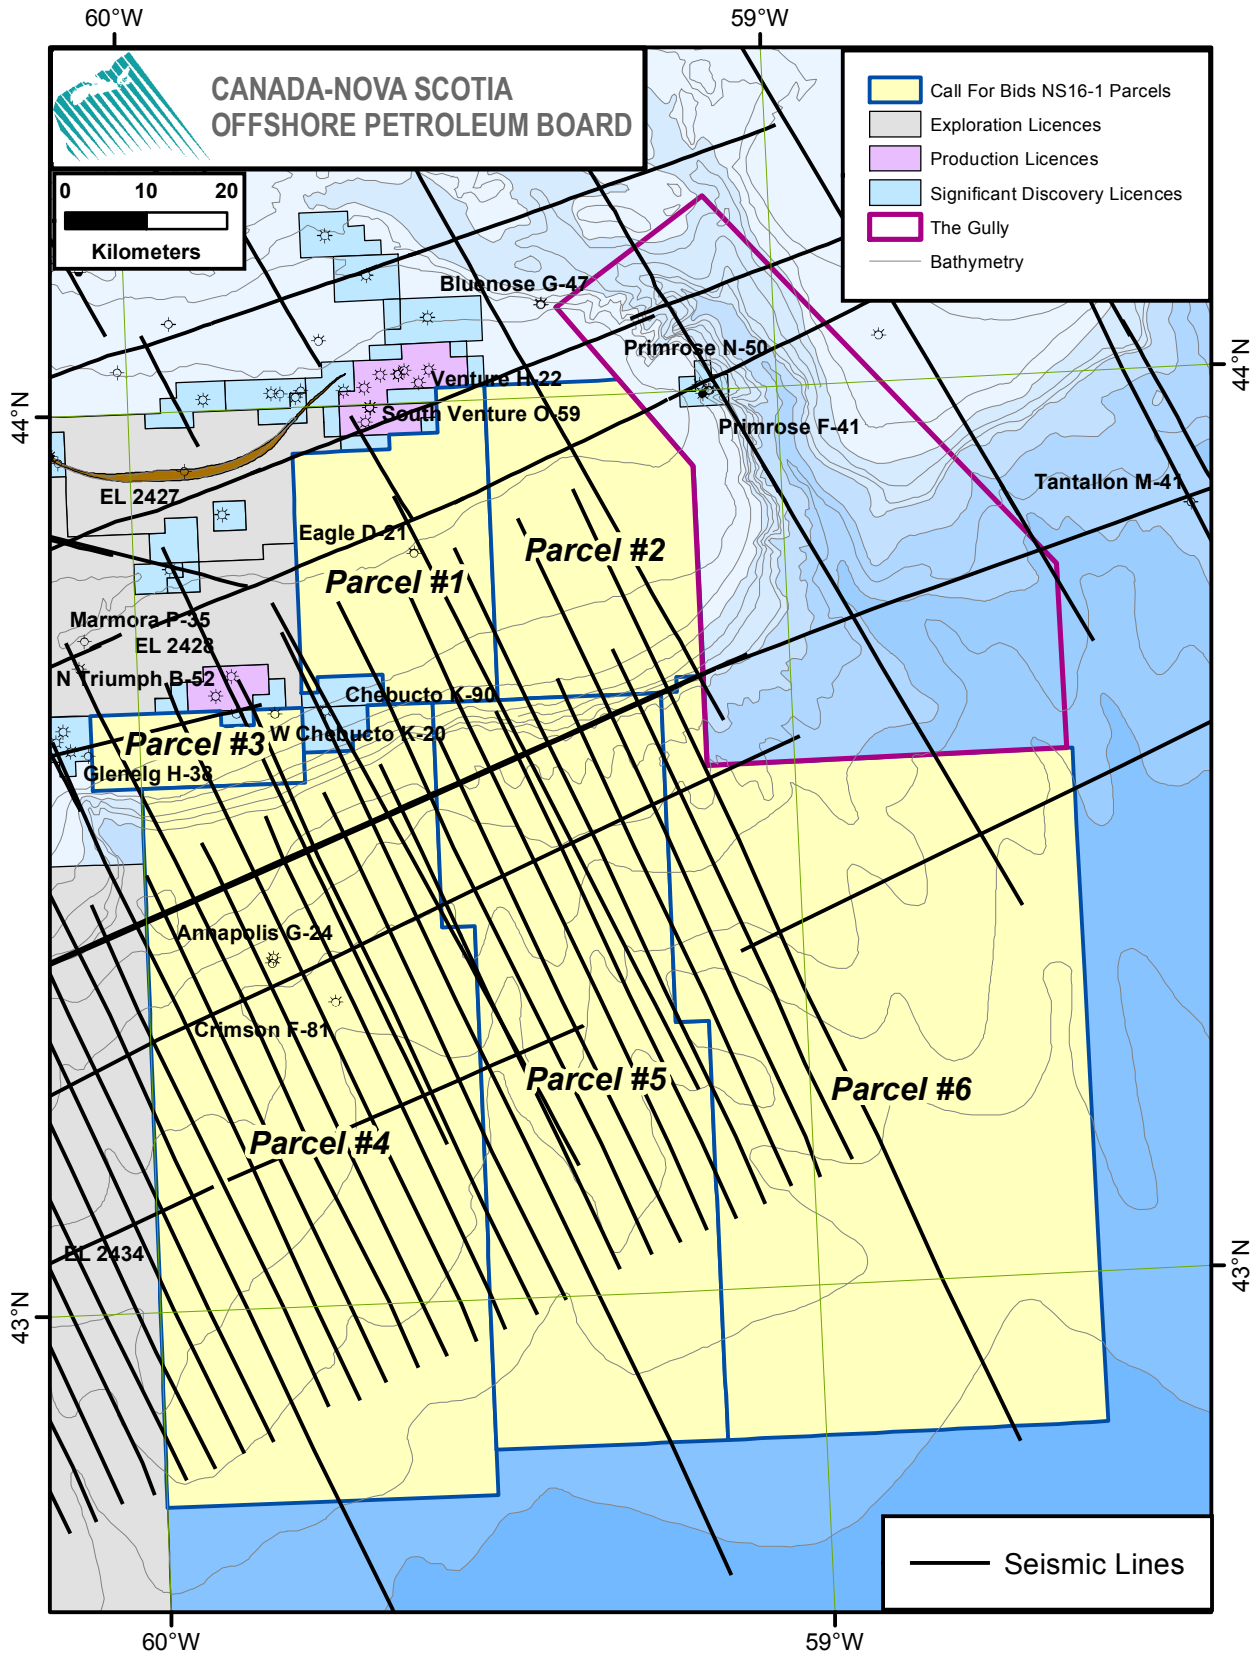 60°W
59°W
CANADA-NOVA SCOTIA
OFFSHORE PETROLEUM BOARD
Call For Bids NS16-1 Parcels
Exploration Licences
Production Licences
Significant Discovery Licences
The Gully
Bathymetry
0 10 20
Kilometers
Bluenose G-47
Primrose N-50
44°N
Venture H-22
44°N
South Venture O-59
Primrose F-41
Tantallon M-41
EL 2427
Eagle D-21
Parcel #2
Parcel #1
Marmora P-35
EL 2428
N Triumph B-52
Chebucto K-90
W Chebucto K-20
Parcel #3
Glenelg H-38
Annapolis G-24
Crimson F-81
Parcel #5
Parcel #6
Parcel #4
EL 2434
43°N
43°N
Seismic Lines
60°W
59°W